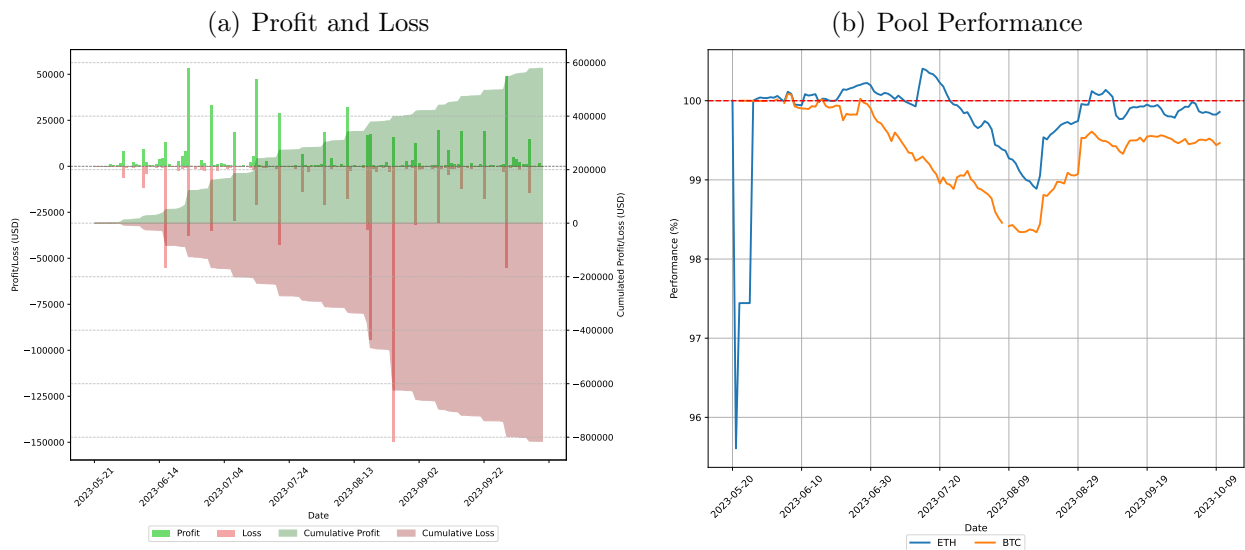 (a) Profit and Loss
50000
25000
0
−25000
−50000
−75000
−100000
−125000
−150000
Profit/Loss (USD)
600000
400000
200000
0
−200000
−400000
−600000
−800000
Cumulated Profit/Loss (USD)
2023-05-21
2023-06-14
2023-07-04
2023-07-24
2023-08-13
2023-09-02
2023-09-22
Date
Profit
Loss
Cumulative Profit
Cumulative Loss
(b) Pool Performance
100
99
98
97
96
Performance (%)
2023-05-20
2023-06-10
2023-06-30
2023-07-20
2023-08-09
2023-08-29
2023-09-19
2023-10-09
Date
ETH
BTC